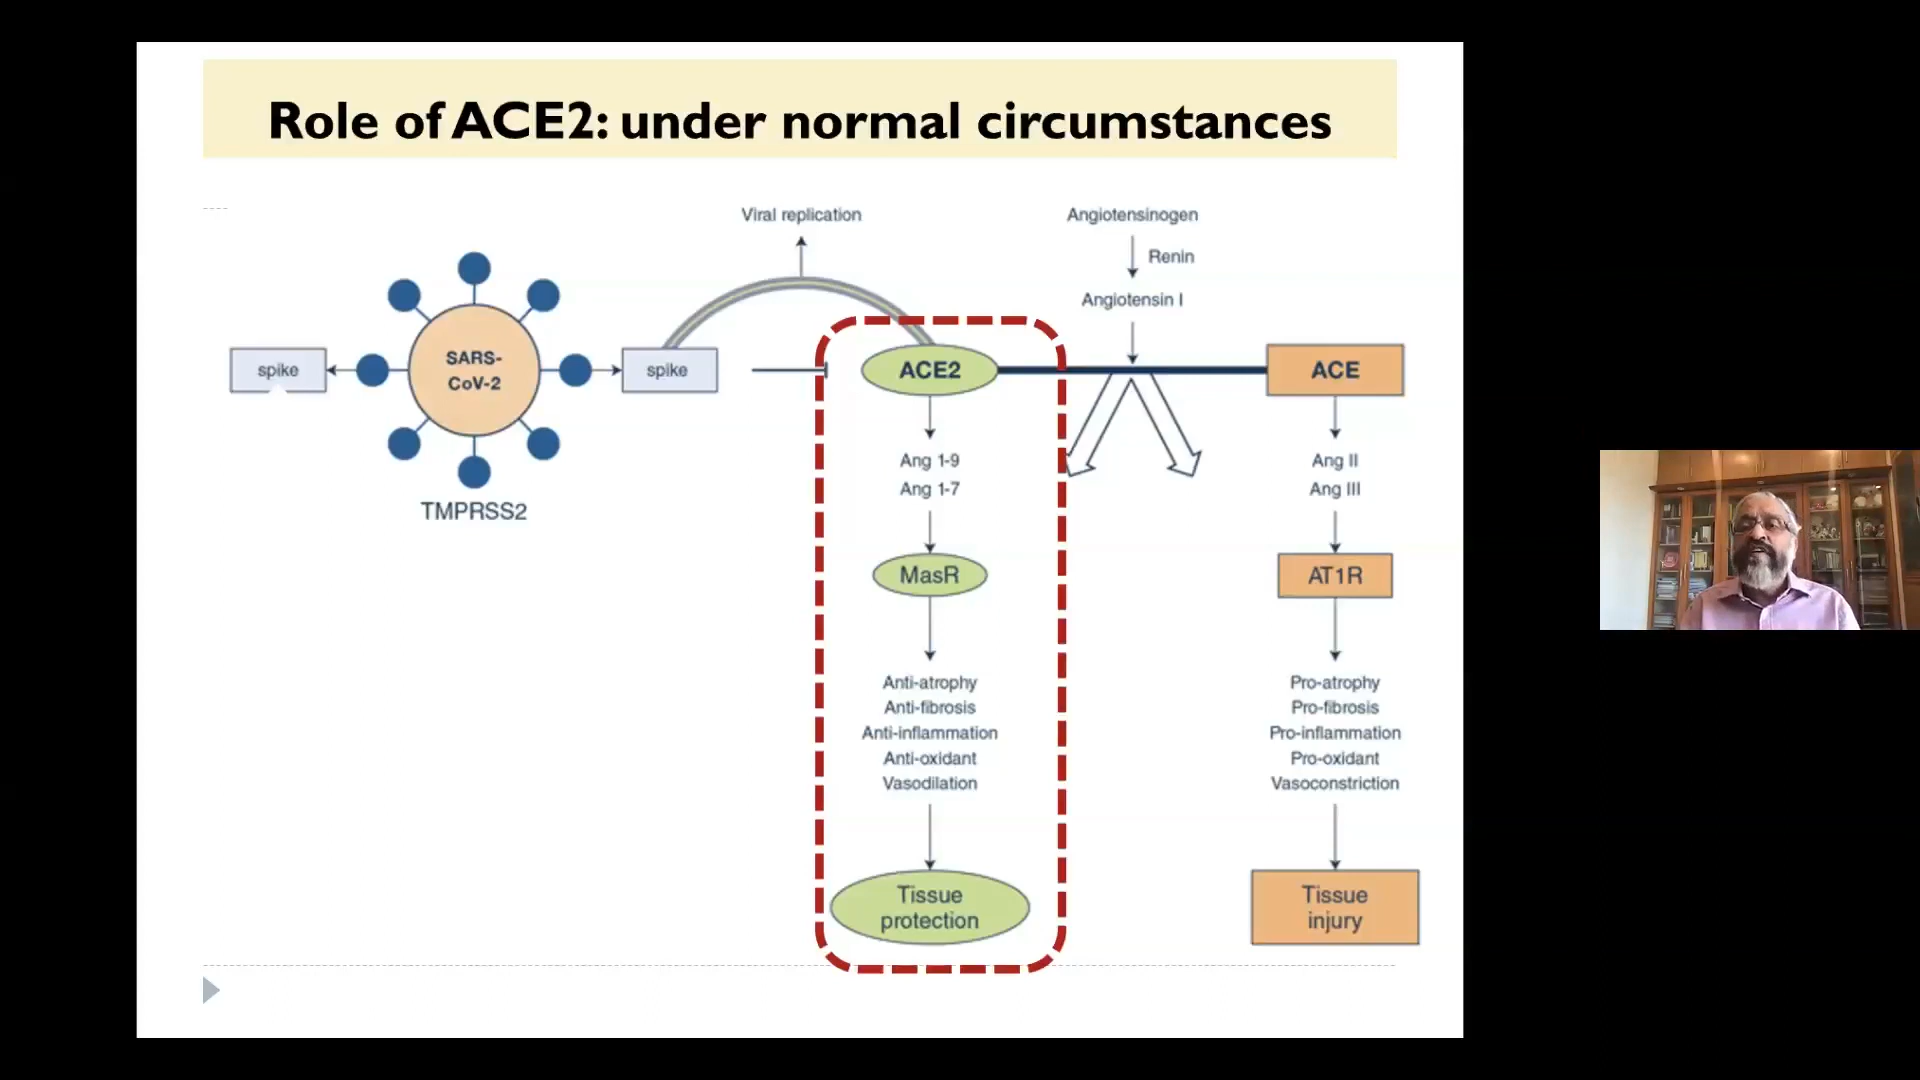 Role of ACE2: under normal circumstances
Viral replication
Angiotensinogen
Renin
Angiotensin I
spike
SARS-
CoV-2
spike
ACE2
ACE
TMPRSS2
Ang 1-9
Ang 1-7
MasR
Anti-atrophy
Anti-fibrosis
Anti-inflammation
Anti-oxidant
Vasodilation
Tissue
protection
Ang II
Ang III
AT1R
Pro-atrophy
Pro-fibrosis
Pro-inflammation
Pro-oxidant
Vasoconstriction
Tissue
injury